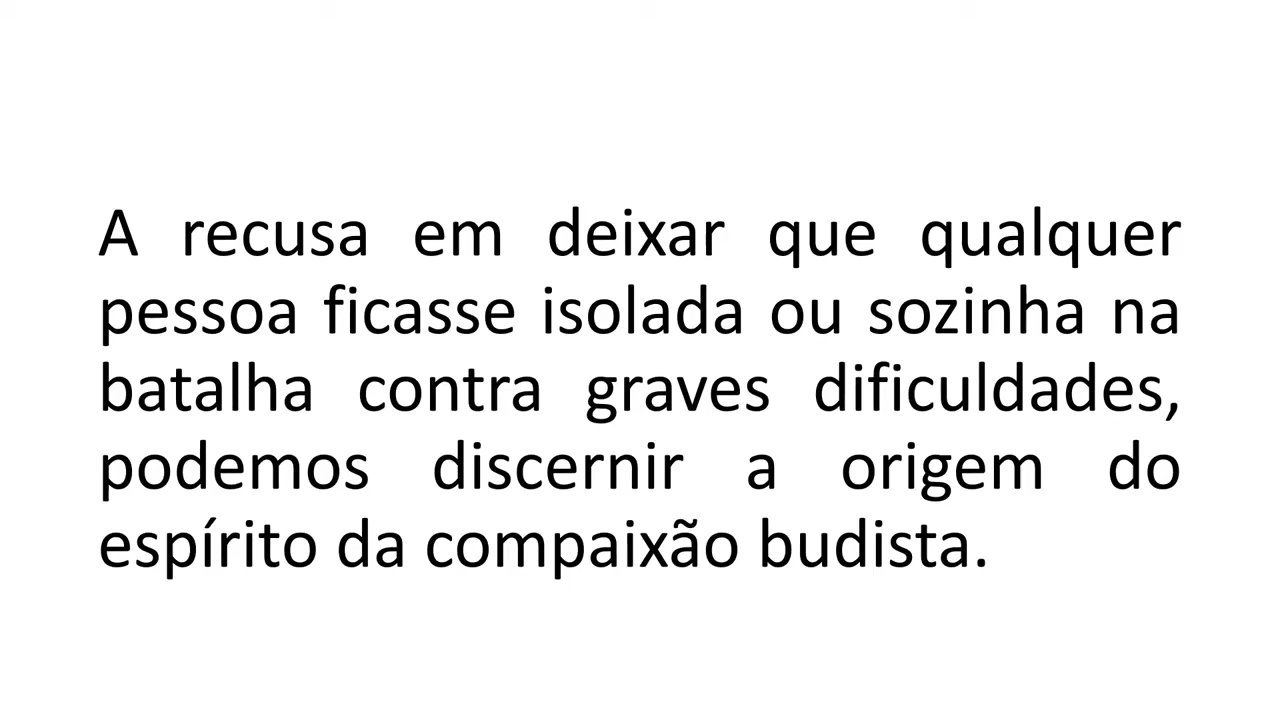 A recusa em deixar que qualquer
pessoa ficasse isolada ou sozinha na
batalha contra graves dificuldades,
podemos discernir a origem do
espírito da compaixão budista.